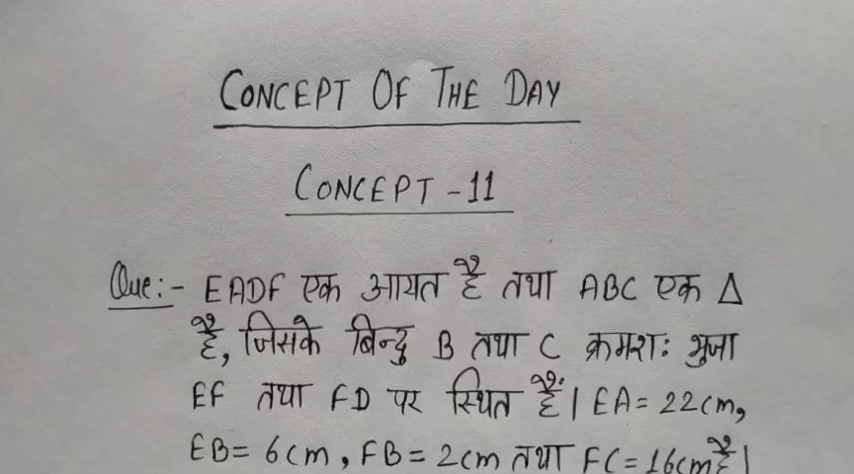 CONCEPT OF THE DAY
CONCEPT - 11
Que:- EADF एक आयत है तथा ABC एक Δ
है, जिसके बिन्दु B तथा C क्रमशः भुजा
EF तथा FD पर स्थित हैं। EA = 22cm,
EB = 6cm, FB = 2cm तथा FC = 16cm है।